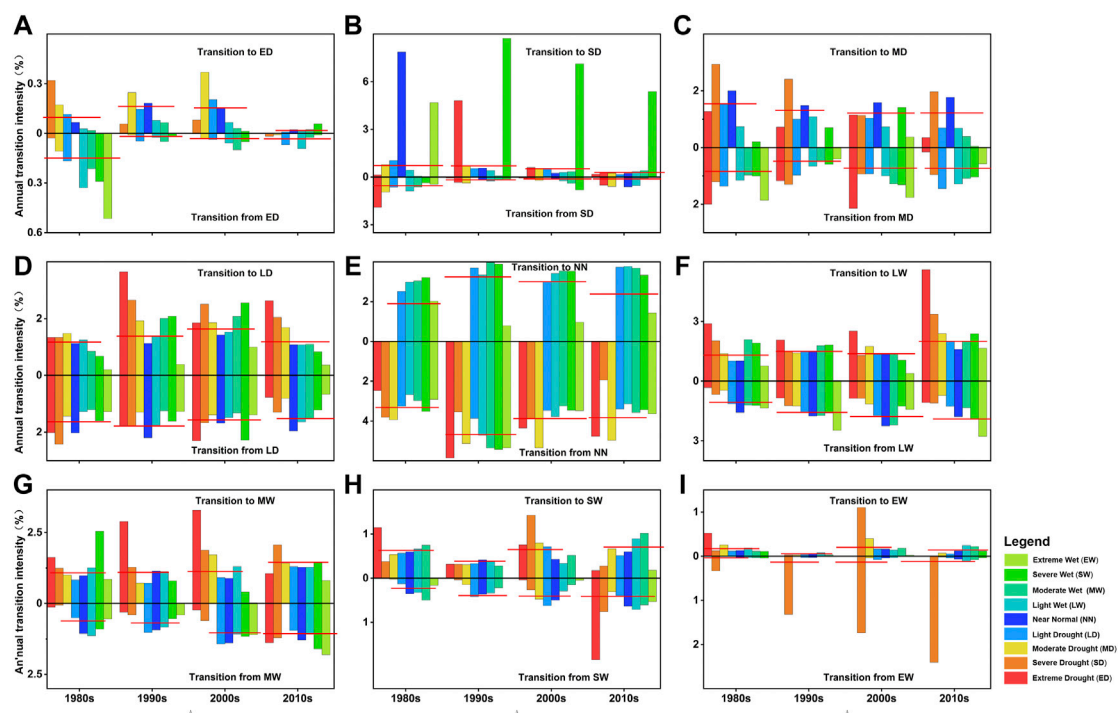 A
B
C
Annual transition intensity (%)
Transition to ED
Transition to SD
Transition to MD
0.3
0
0.3
0.6
6
5
4
3
2
1
0
3
2
1
0
2
Transition from ED
Transition from SD
Transition from MD
D
E
F
Annual transition intensity (%)
Transition to LD
Transition to NN
Transition to LW
2
0
2
2
0
2
4
3
0
3
Transition from LD
Transition from NN
Transition from LW
G
H
I
An'nual transition intensity (%)
Transition to MW
Transition to SW
Transition to EW
2.5
0
2.5
1
0
1
1
0
1
2
Transition from MW
Transition from SW
Transition from EW
1980s 1990s 2000s 2010s
1980s 1990s 2000s 2010s
1980s 1990s 2000s 2010s
Legend
Extreme Wet (EW)
Severe Wet (SW)
Moderate Wet (MW)
Light Wet (LW)
Near Normal (NN)
Light Drought (LD)
Moderate Drought (MD)
Severe Drought (SD)
Extreme Drought (ED)